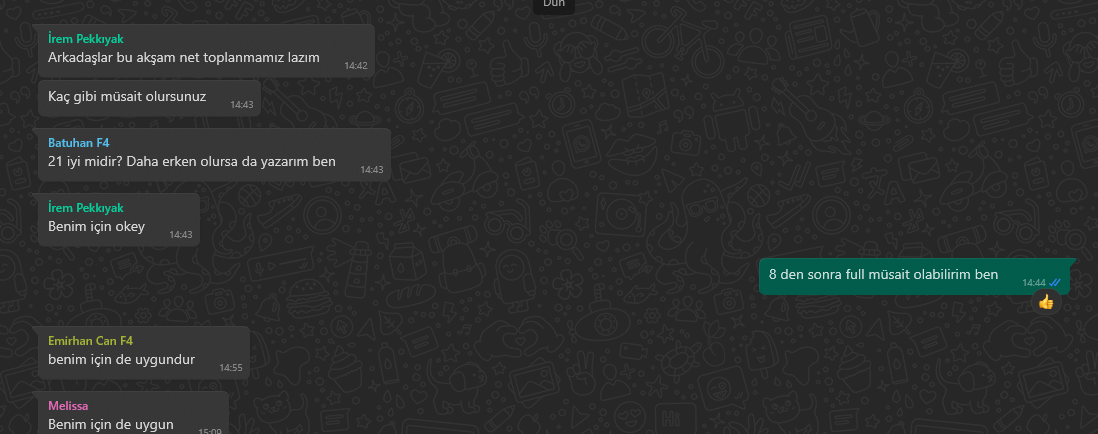 Dün
İrem Pekkıyak
Arkadaşlar bu akşam net toplanmamız lazım
14:42
Kaç gibi müsait olursunuz
14:43
Batuhan F4
21 iyi midir? Daha erken olursa da yazarım ben
14:43
İrem Pekkıyak
Benim için okey
14:43
8 den sonra full müsait olabilirim ben
14:44
Emirhan Can F4
benim için de uygundur
14:55
Melissa
Benim için de uygun
15:09